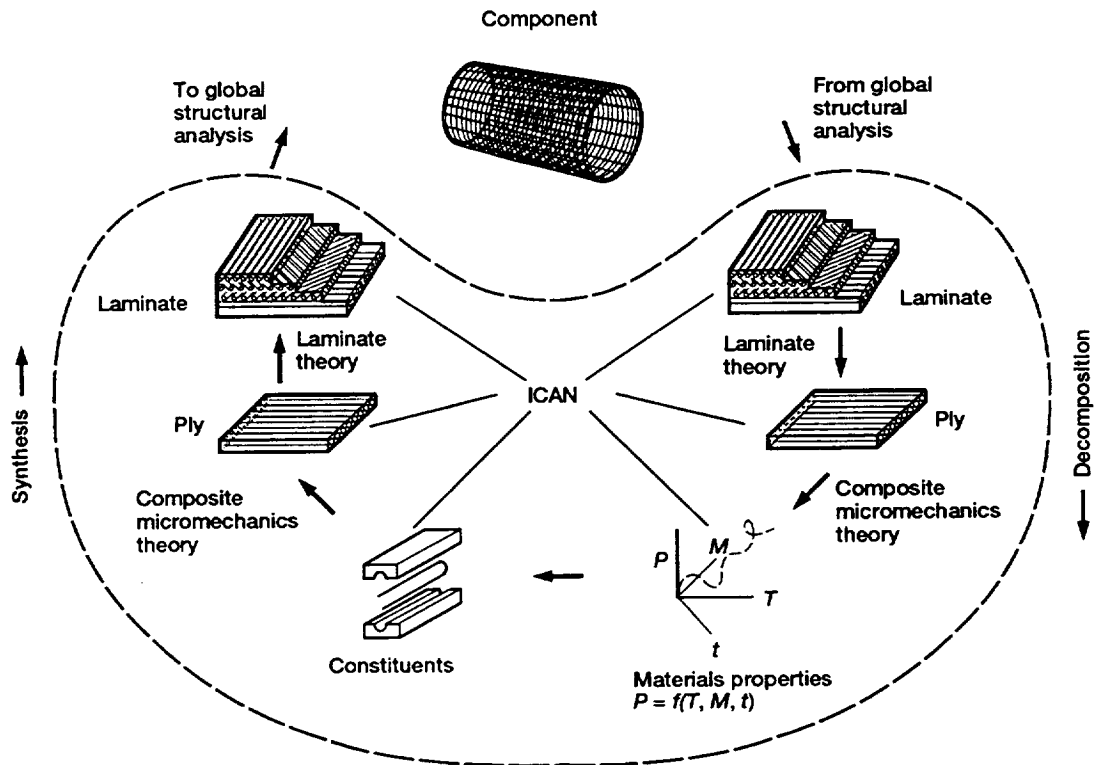 Component
To global
structural
analysis
From global
structural
analysis
Laminate
Laminate
theory
Ply
Composite
micromechanics
theory
Synthesis
Constituents
ICAN
Laminate
Laminate
theory
Ply
Composite
micromechanics
theory
Decomposition
P
M
T
t
Materials properties
P = f(T, M, t)